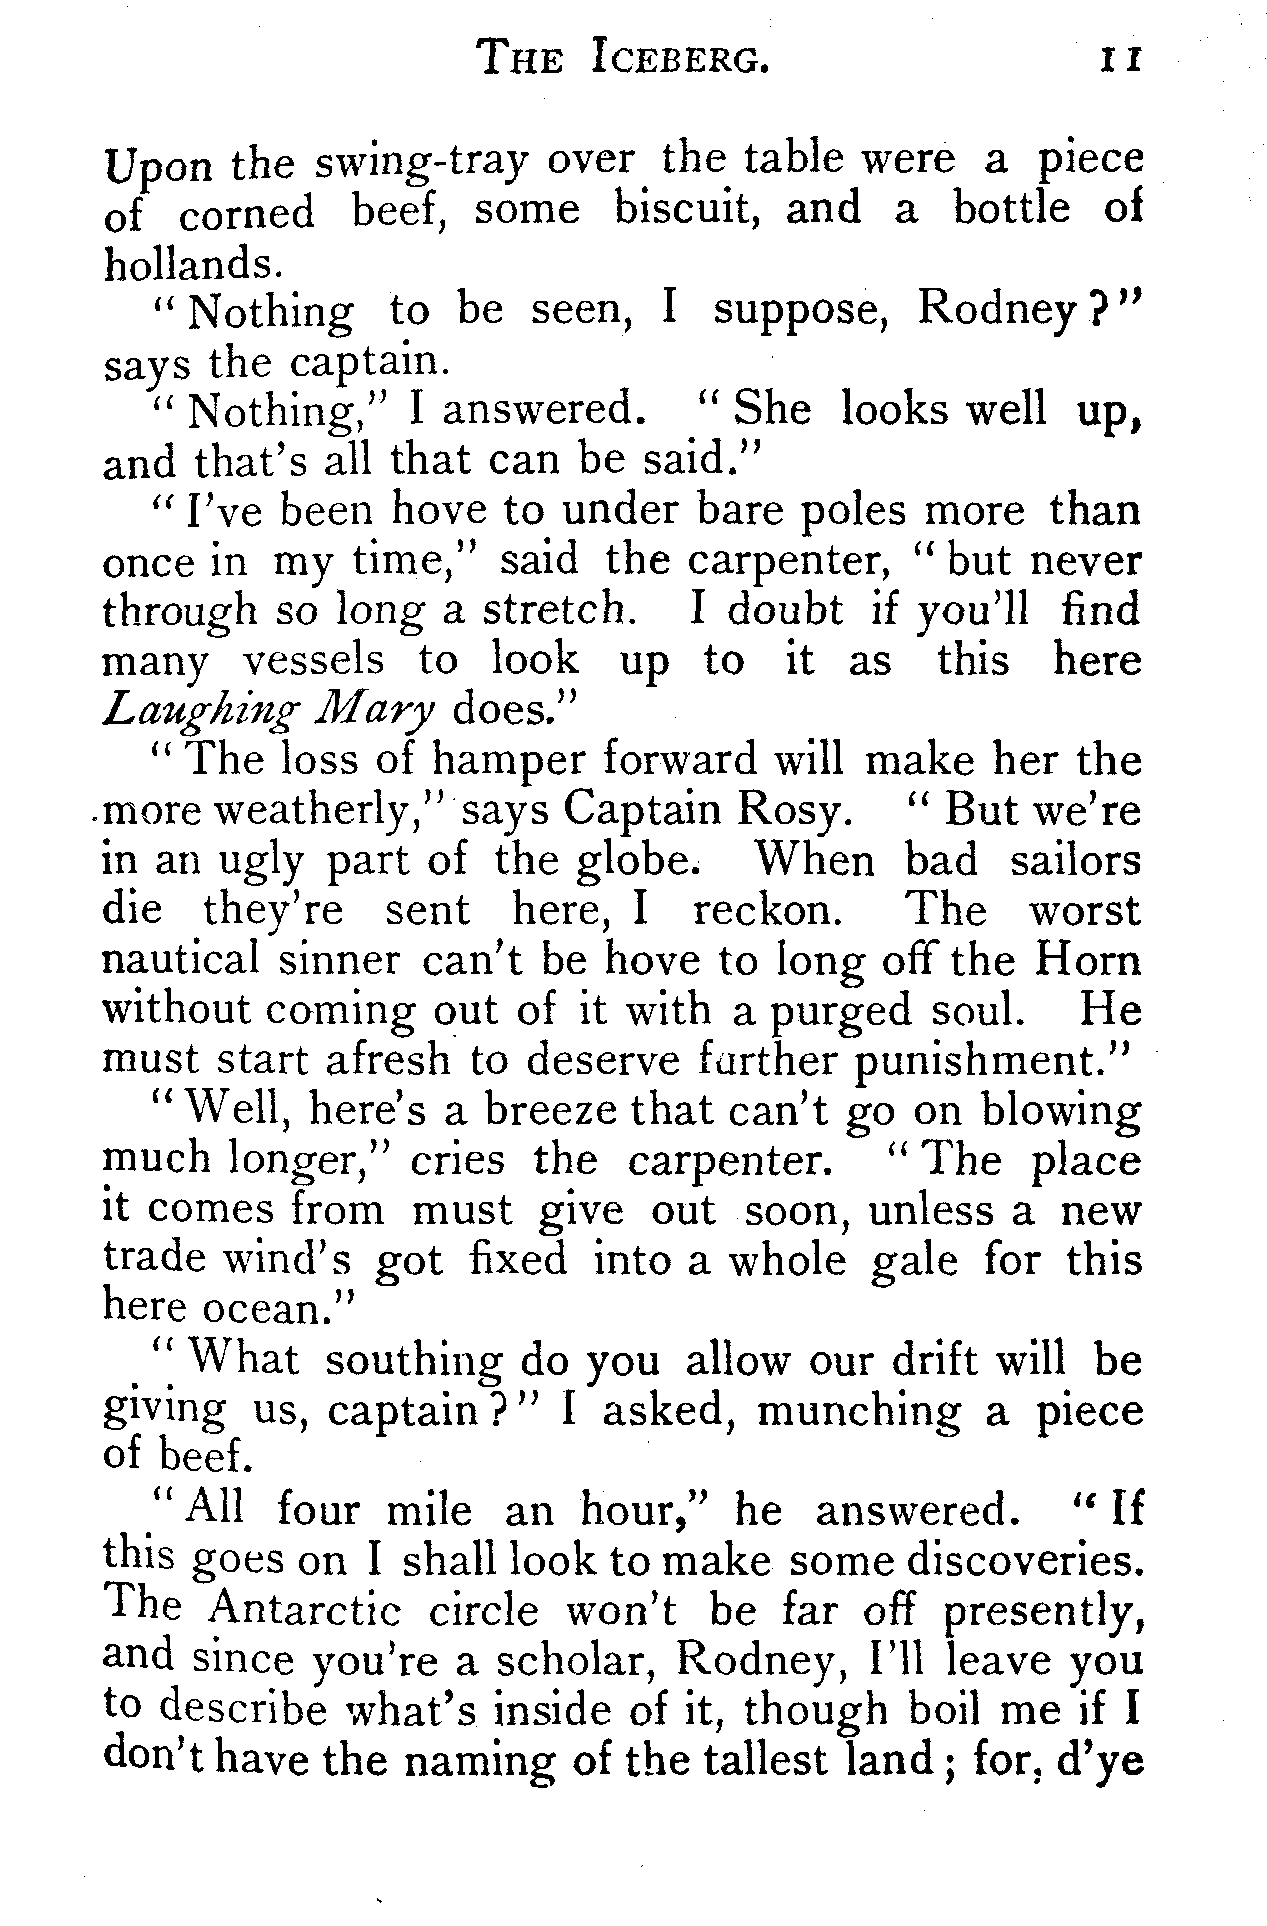 THE ICEBERG. 11
Upon the swing-tray over the table were a piece
of corned beef, some biscuit, and a bottle of
hollands.
" Nothing to be seen, I suppose, Rodney ? "
says the captain.
" Nothing," I answered. " She looks well up,
and that's all that can be said."
" I've been hove to under bare poles more than
once in my time," said the carpenter, " but never
through so long a stretch. I doubt if you'll find
many vessels to look up to it as this here
Laughing Mary does."
" The loss of hamper forward will make her the
more weatherly," says Captain Rosy. " But we're
in an ugly part of the globe. When bad sailors
die they're sent here, I reckon. The worst
nautical sinner can't be hove to long off the Horn
without coming out of it with a purged soul. He
must start afresh to deserve further punishment."
" Well, here's a breeze that can't go on blowing
much longer," cries the carpenter. " The place
it comes from must give out soon, unless a new
trade wind's got fixed into a whole gale for this
here ocean."
" What southing do you allow our drift will be
giving us, captain ? " I asked, munching a piece
of beef.
" All four mile an hour," he answered. " If
this goes on I shall look to make some discoveries.
The Antarctic circle won't be far off presently,
and since you're a scholar, Rodney, I'll leave you
to describe what's inside of it, though boil me if I
don't have the naming of the tallest land ; for, d'ye